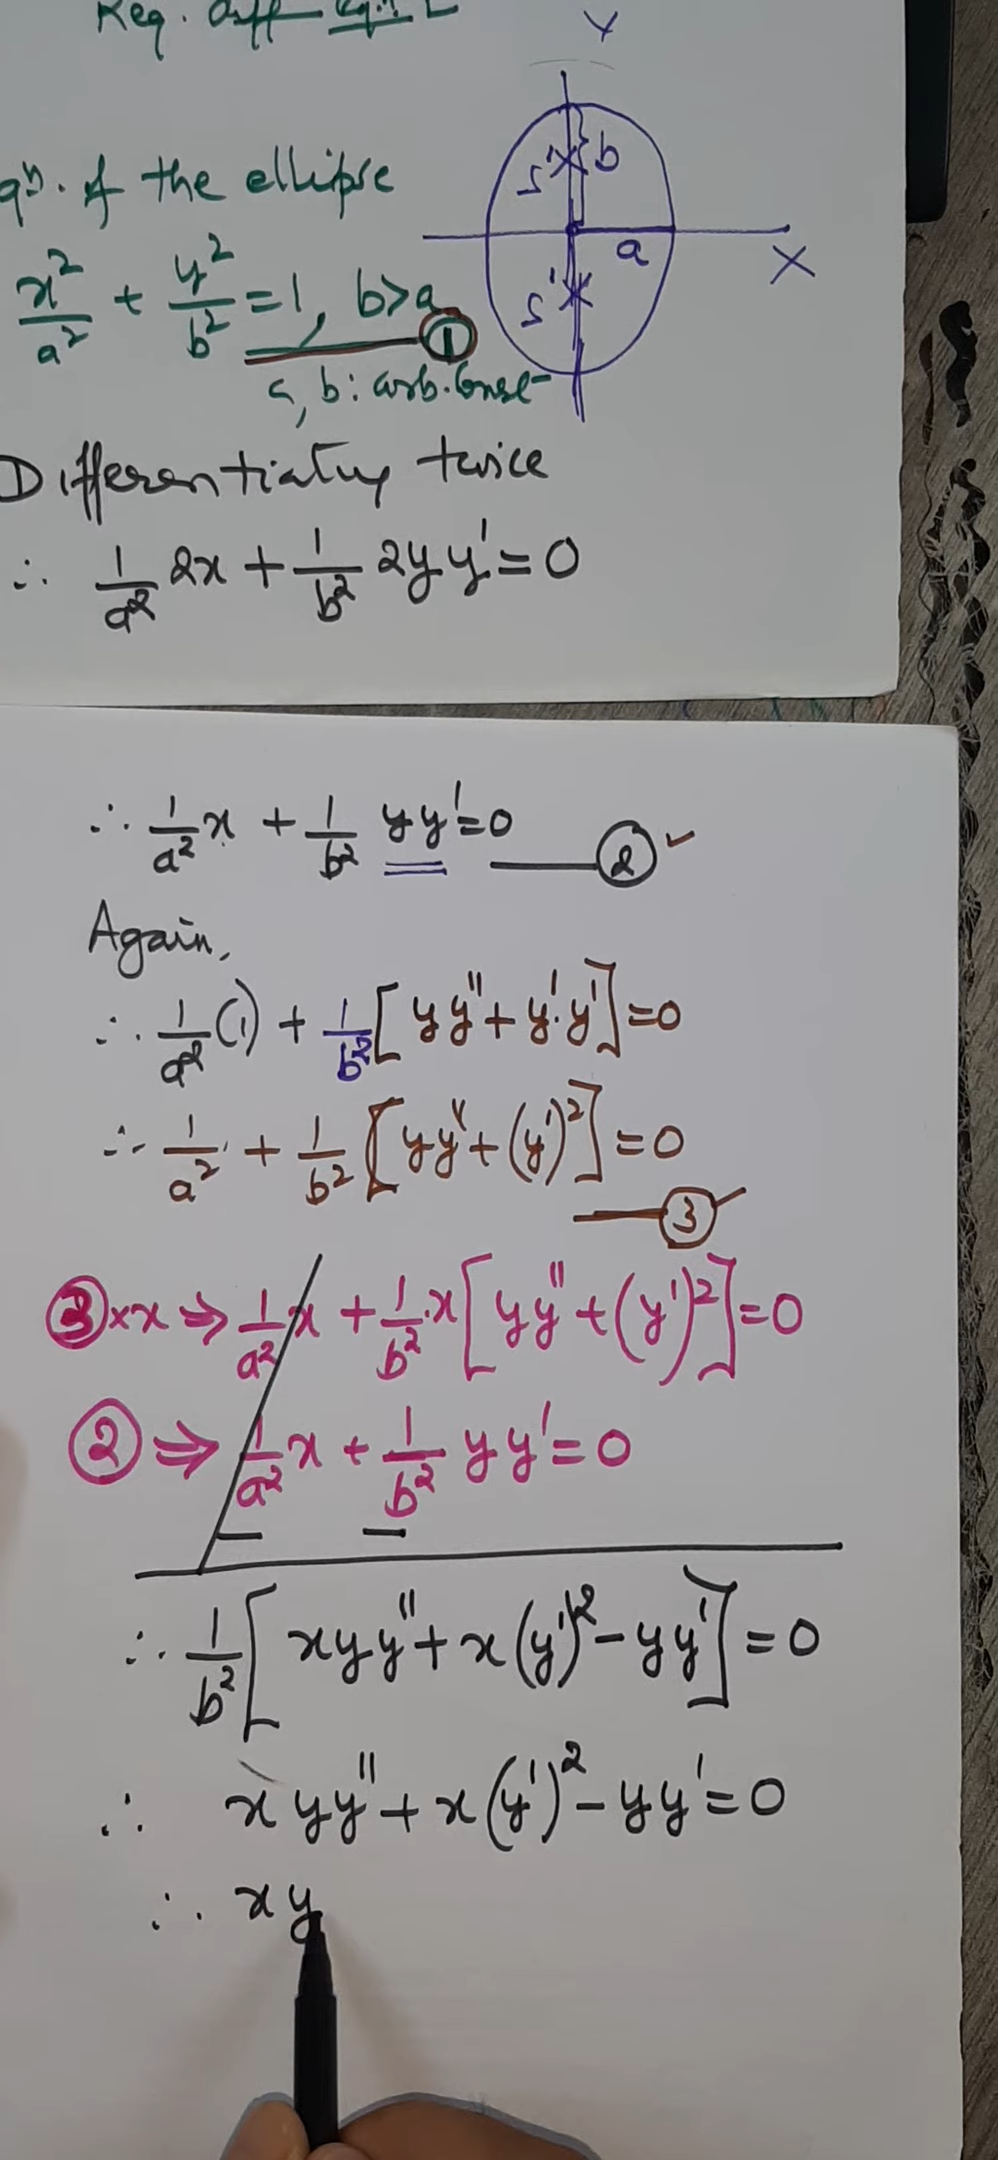 Req. diff eqn.
Y
eqⁿ. of the ellipse
x²/a² + y²/b² = 1, b>a ①
a, b : arb. const
S' b
a X
S'
Differentiating twice
∴ 1/a² 2x + 1/b² 2y y' = 0
∴ 1/a² x + 1/b² y y' = 0 ②
Again,
∴ 1/a² (1) + 1/b² [y y'' + y'·y'] = 0
∴ 1/a² + 1/b² [y y'' + (y')²] = 0
③
③ × x ⇒ 1/a² x + 1/b² · x [y y'' + (y')²] = 0
② ⇒ 1/a² x + 1/b² y y' = 0
− −
∴ 1/b² [x y y'' + x (y')² − y y'] = 0
∴ x y y'' + x (y')² − y y' = 0
∴ x y